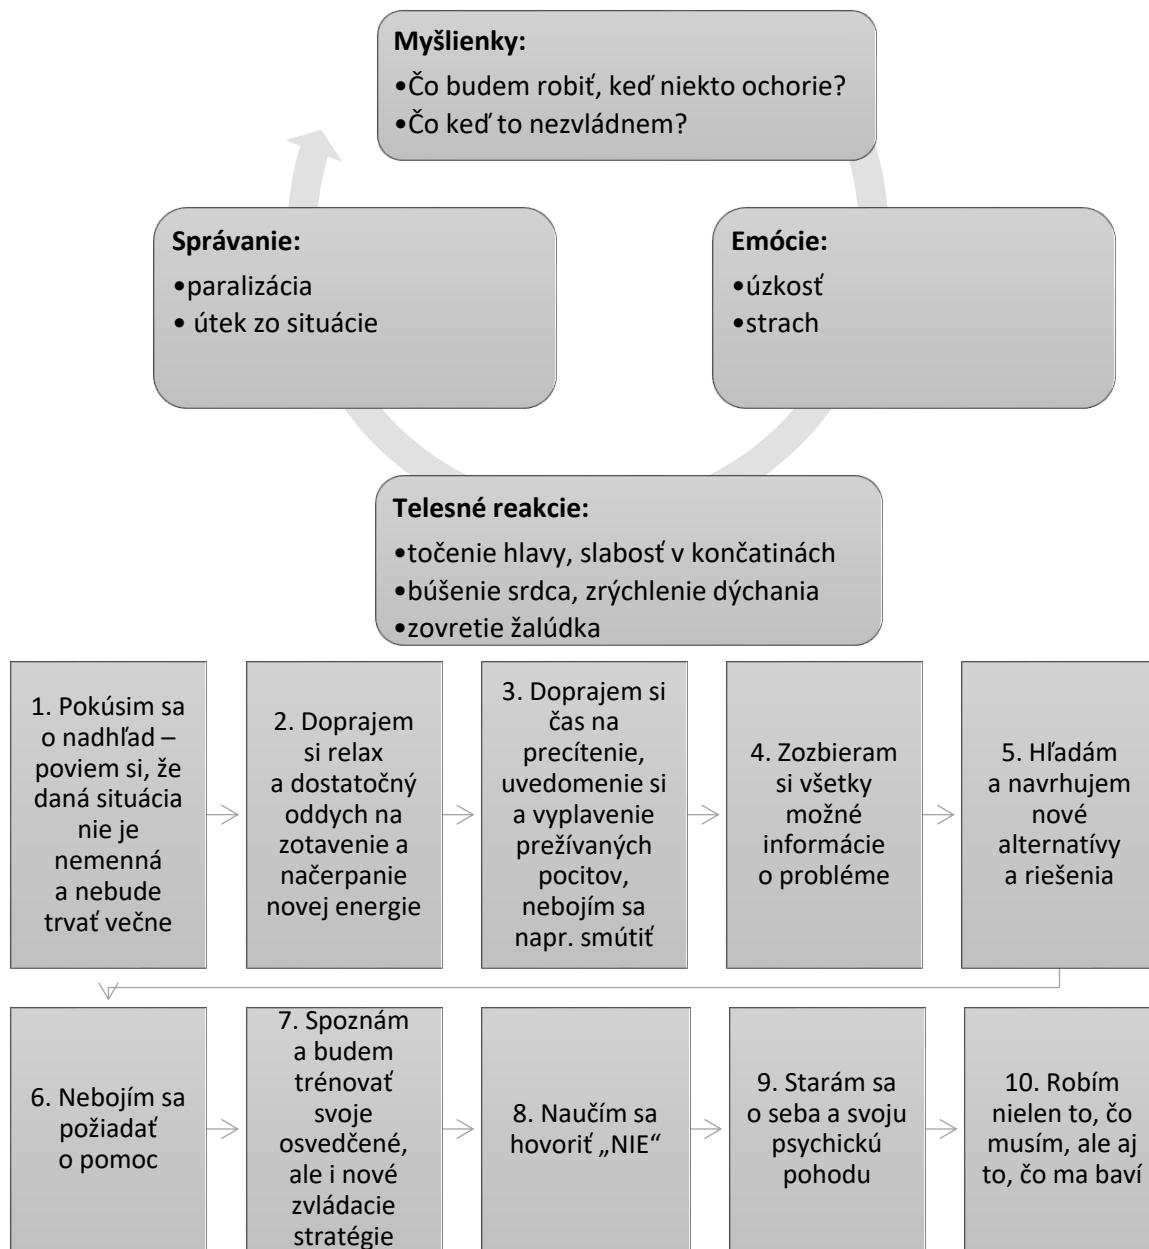 Myšlienky:
•Čo budem robiť, keď niekto ochorie?
•Čo keď to nezvládnem?
Správanie:
•paralizácia
• útek zo situácie
Emócie:
•úzkosť
•strach
Telesné reakcie:
•točenie hlavy, slabosť v končatinách
•búšenie srdca, zrýchlenie dýchania
•zovretie žalúdka
1. Pokúsim sa
o nadhľad –
poviem si, že
daná situácia
nie je
nemenná
a nebude
trvať večne
2. Doprajem
si relax
a dostatočný
oddych na
zotavenie a
načerpanie
novej energie
3. Doprajem si
čas na
precítenie,
uvedomenie si
a vyplavenie
prežívaných
pocitov,
nebojím sa
napr. smútiť
4. Zozbieram
si všetky
možné
informácie
o probléme
5. Hľadám
a navrhujem
nové
alternatívy
a riešenia
6. Nebojím sa
požiadať
o pomoc
7. Spoznám
a budem
trénovať
svoje
osvedčené,
ale i nové
zvládacie
stratégie
8. Naučím sa
hovoriť „NIE“
9. Starám sa
o seba a svoju
psychickú
pohodu
10. Robím
nielen to, čo
musím, ale aj
to, čo ma baví